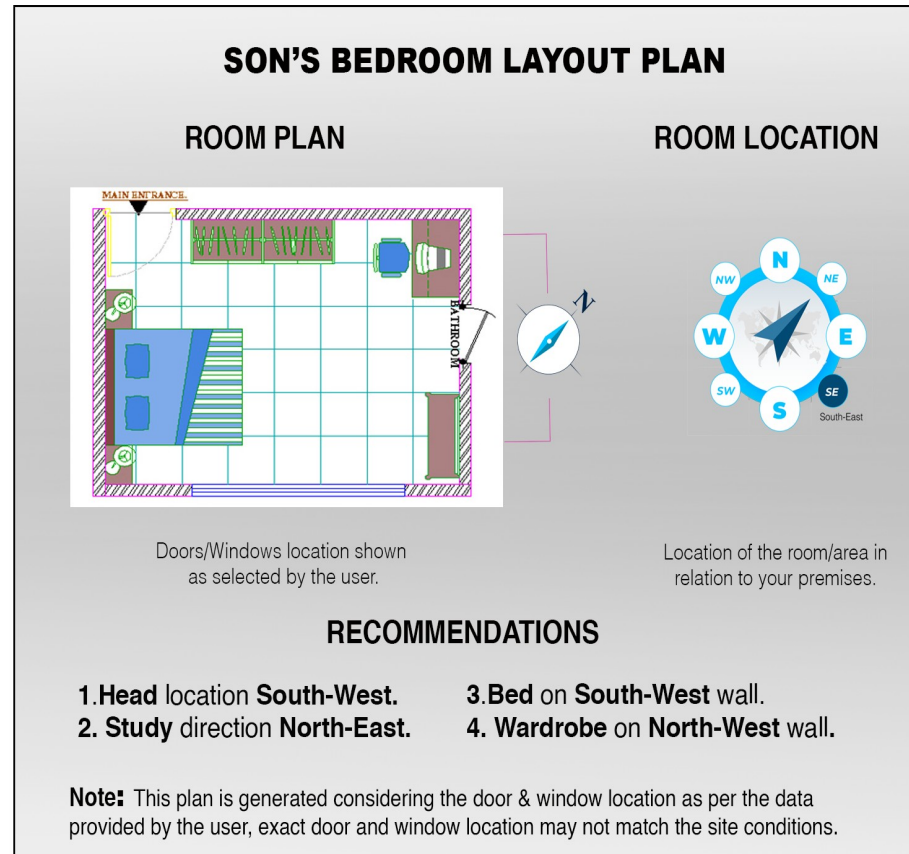 SON'S BEDROOM LAYOUT PLAN
ROOM PLAN
ROOM LOCATION
MAIN ENTRANCE.
BATHROOM
N
N
NW
NE
W
E
SW
SE
S
South-East
Doors/Windows location shown
as selected by the user.
Location of the room/area in
relation to your premises.
RECOMMENDATIONS
1.Head location South-West.
2. Study direction North-East.
3.Bed on South-West wall.
4. Wardrobe on North-West wall.
Note: This plan is generated considering the door & window location as per the data
provided by the user, exact door and window location may not match the site conditions.